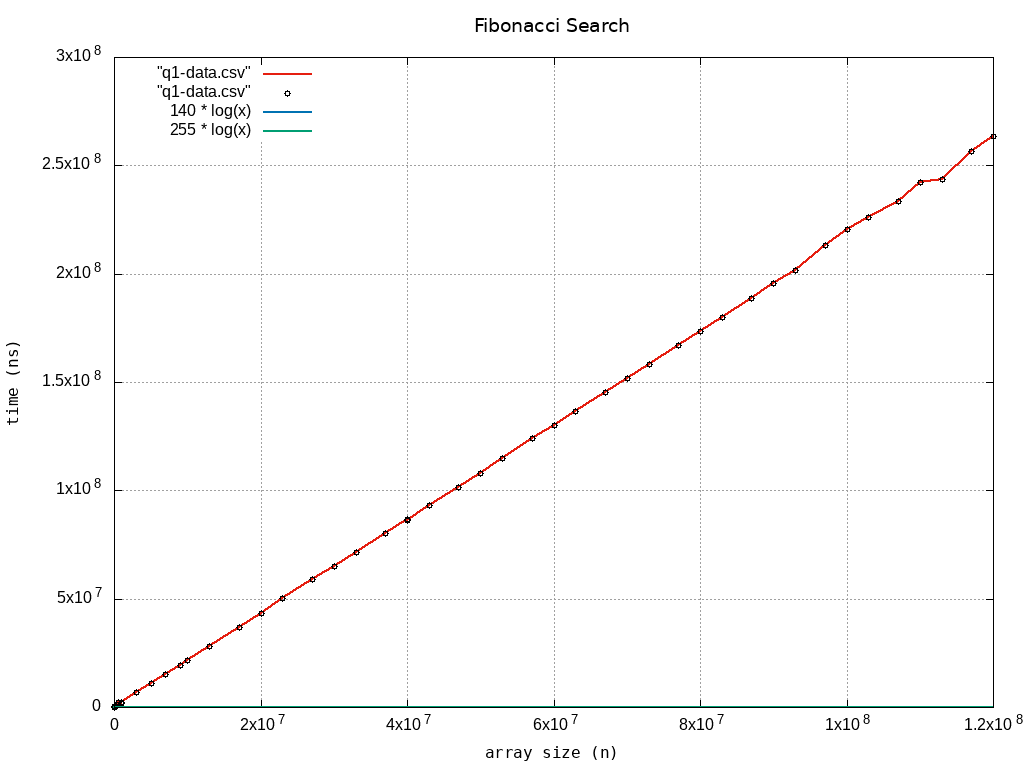 Fibonacci Search
3x10^8
2.5x10^8
2x10^8
1.5x10^8
1x10^8
5x10^7
0
"q1-data.csv"
"q1-data.csv"
140 * log(x)
255 * log(x)
time (ns)
0 2x10^7 4x10^7 6x10^7 8x10^7 1x10^8 1.2x10^8
array size (n)